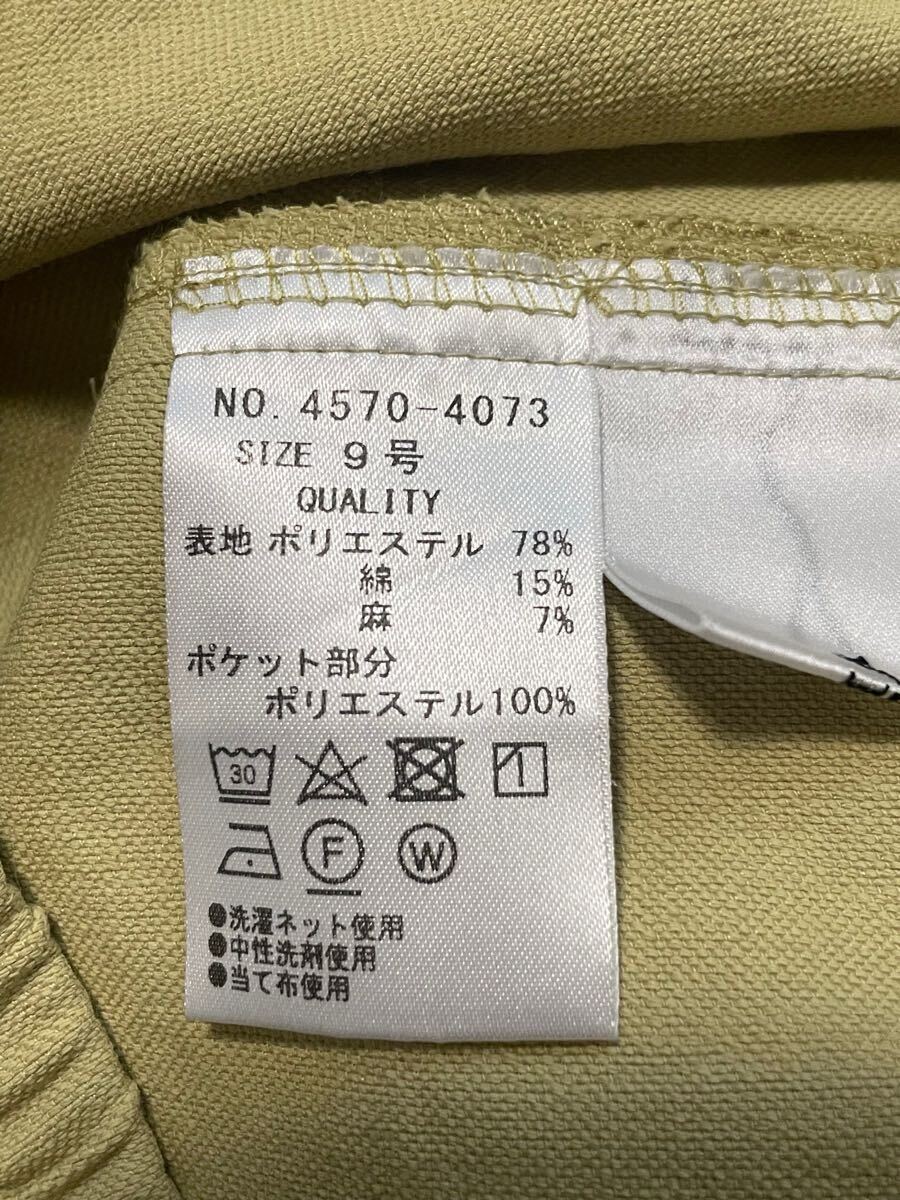 NO. 4570-4073
SIZE 9号
QUALITY
表地 ポリエステル 78%
綿 15%
麻 7%
ポケット部分
ポリエステル100%
30
F W
●洗濯ネット使用
●中性洗剤使用
●当て布使用